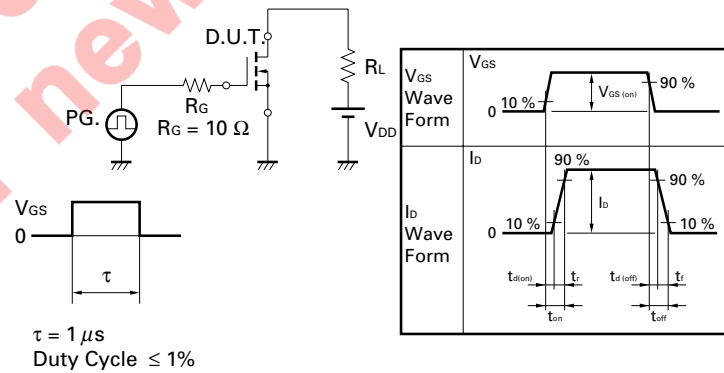 new
D.U.T.
PG.
RG
RG = 10 Ω
RL
VDD
VGS
0
τ
τ = 1 μs
Duty Cycle ≤ 1%
VGS
Wave
Form
VGS
10 %
0
VGS (on)
90 %
ID
Wave
Form
ID
90 %
10 %
0
ID
90 %
10 %
td(on)
tr
td (off)
tf
ton
toff